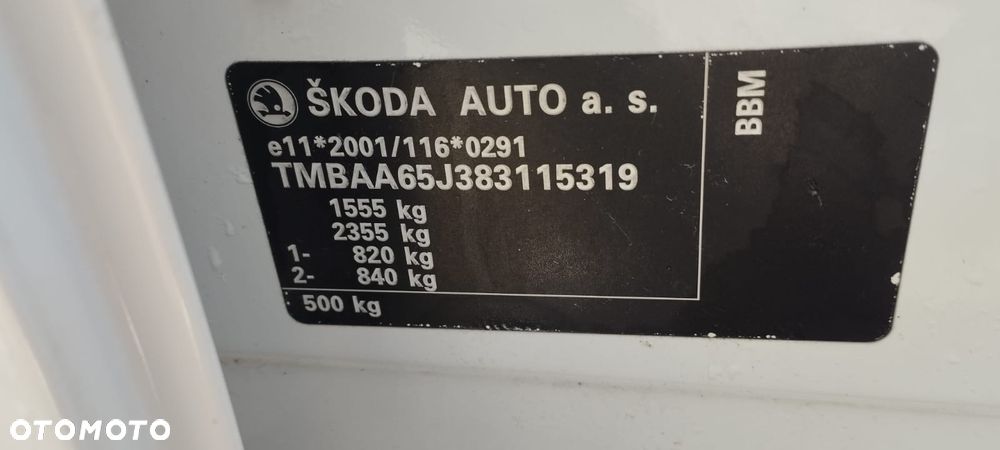 ŠKODA AUTO a. s.
e11*2001/116*0291
TMBAA65J383115319
1555 kg
2355 kg
1- 820 kg
2- 840 kg
500 kg
BBM
OTOMOTO